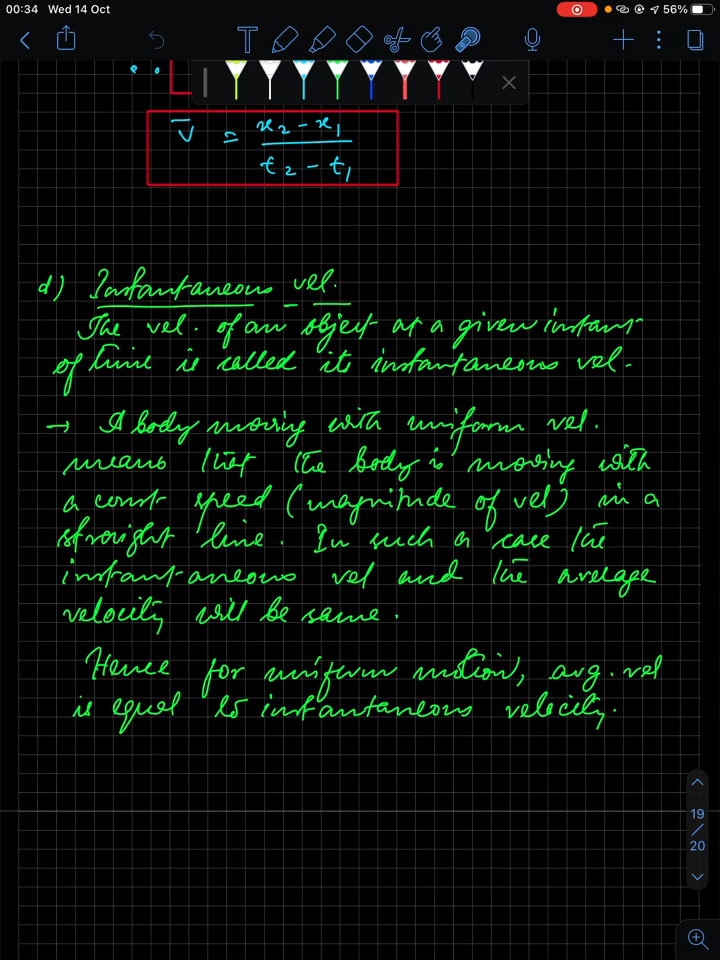 00:34 Wed 14 Oct
56%
T
v̄ = x₂ - x₁
t₂ - t₁
d) Instantaneous vel.
The vel. of an object at a given instant
of time is called its instantaneous vel.
→ A body moving with uniform vel.
means that the body is moving with
a const speed (magnitude of vel) in a
straight line. In such a case the
instantaneous vel and the average
velocity will be same.
Hence for uniform motion, avg. vel
is equal to instantaneous velocity.
19
/
20